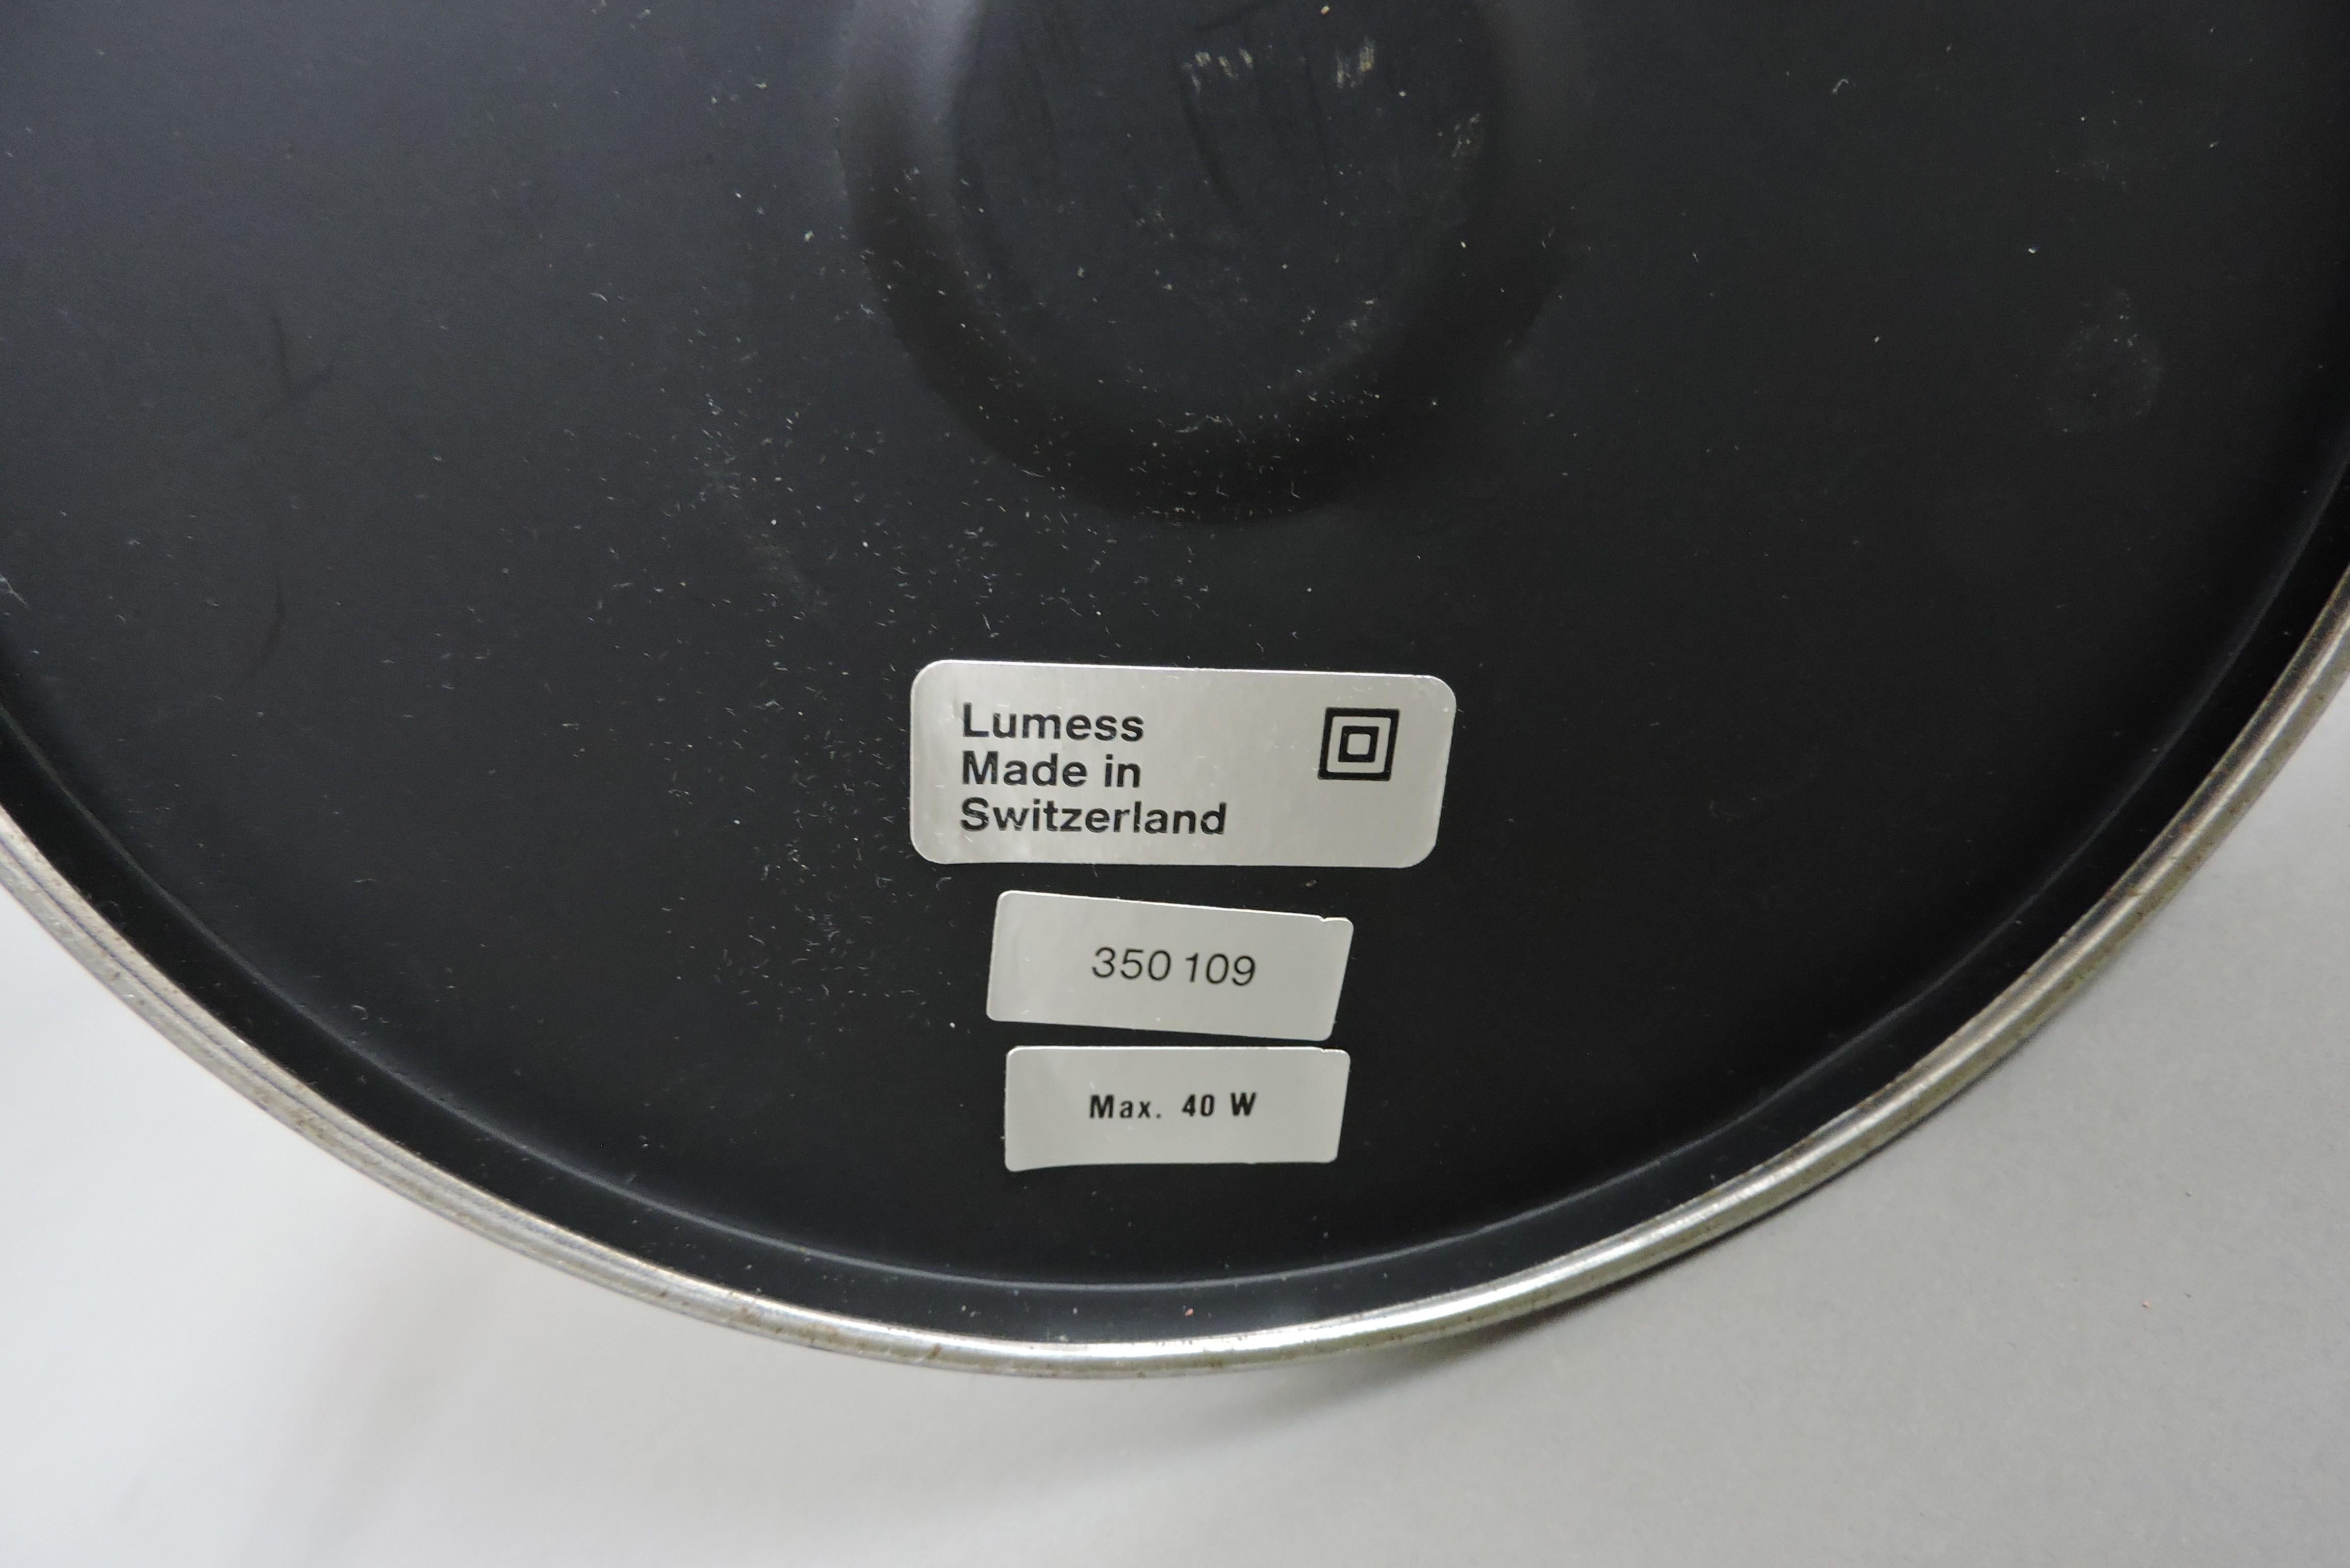 Lumess
Made in
Switzerland
350 109
Max. 40 W